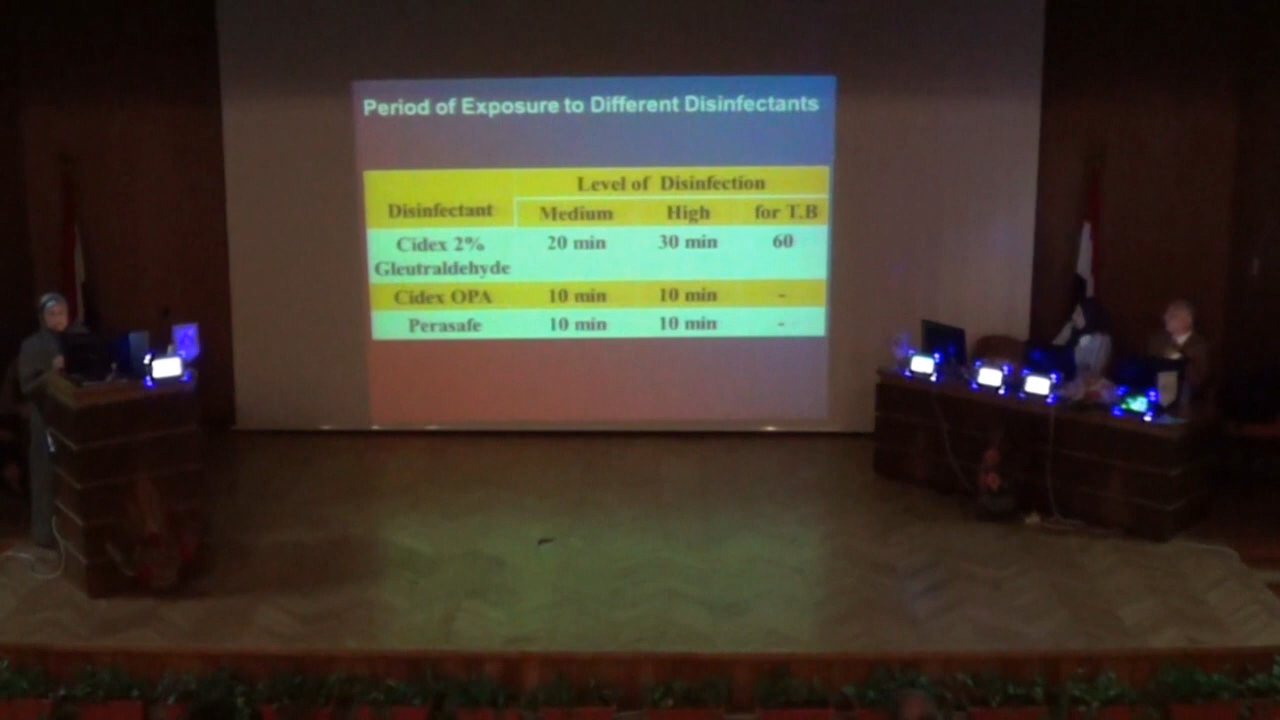 Period of Exposure to Different Disinfectants
Level of Disinfection
Disinfectant Medium High for T.B
Cidex 2% 20 min 30 min 60
Gleutraldehyde
Cidex OPA 10 min 10 min -
Perasafe 10 min 10 min -